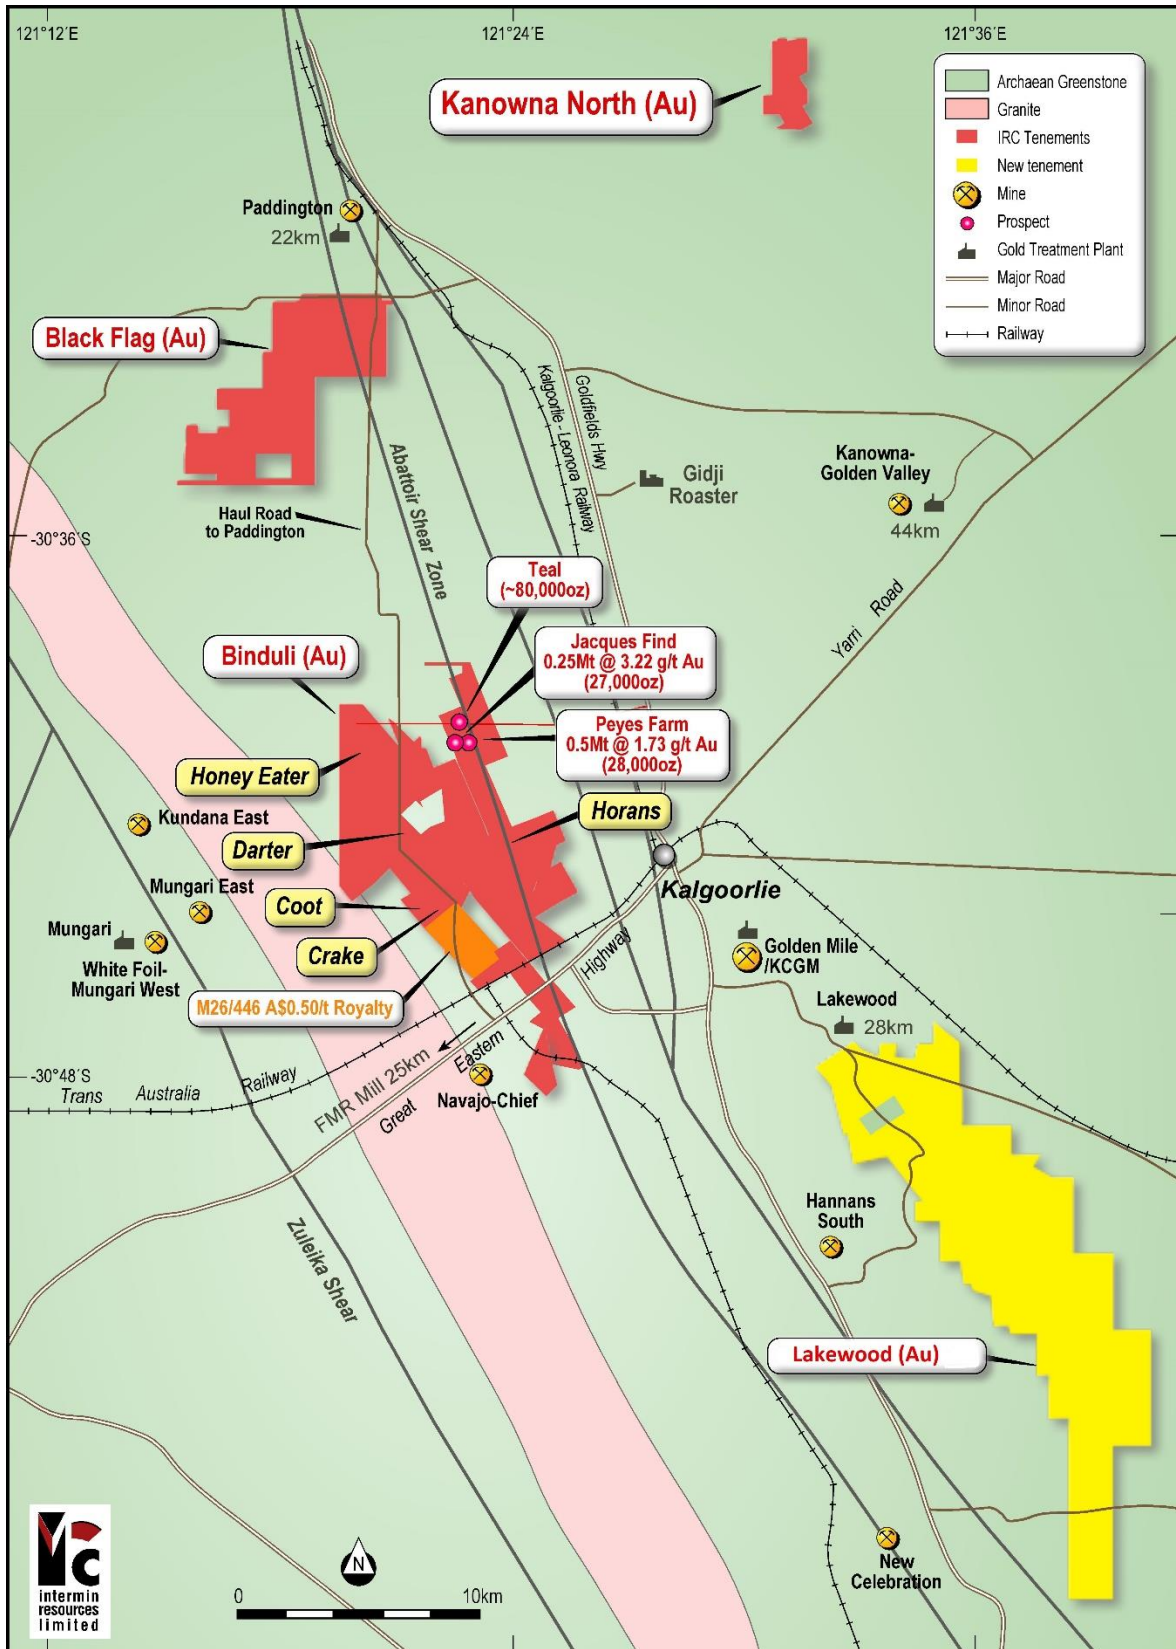 121°12´E
121°24´E
121°36´E
Kanowna North (Au)
Archaean Greenstone
Granite
IRC Tenements
New tenement
Mine
Prospect
Gold Treatment Plant
Major Road
Minor Road
Railway
Paddington
22km
Black Flag (Au)
Goldfields Hwy
Kalgoorlie - Leonora Railway
Abattoir Shear Zone
Gidji
Roaster
Kanowna-
Golden Valley
44km
Haul Road
to Paddington
-30°36´S
Teal
(~80,000oz)
Yarri Road
Jacques Find
0.25Mt @ 3.22 g/t Au
(27,000oz)
Binduli (Au)
Peyes Farm
0.5Mt @ 1.73 g/t Au
(28,000oz)
Honey Eater
Horans
Kundana East
Darter
Kalgoorlie
Mungari East
Coot
Mungari
Crake
White Foil-
Mungari West
Golden Mile
/KCGM
M26/446 A$0.50/t Royalty
Lakewood
28km
Great Eastern Highway
FMR Mill 25km
-30°48´S
Trans Australia Railway
Navajo-Chief
Hannans
South
Zuleika Shear
Lakewood (Au)
New
Celebration
N
0 10km
intermin
resources
limited